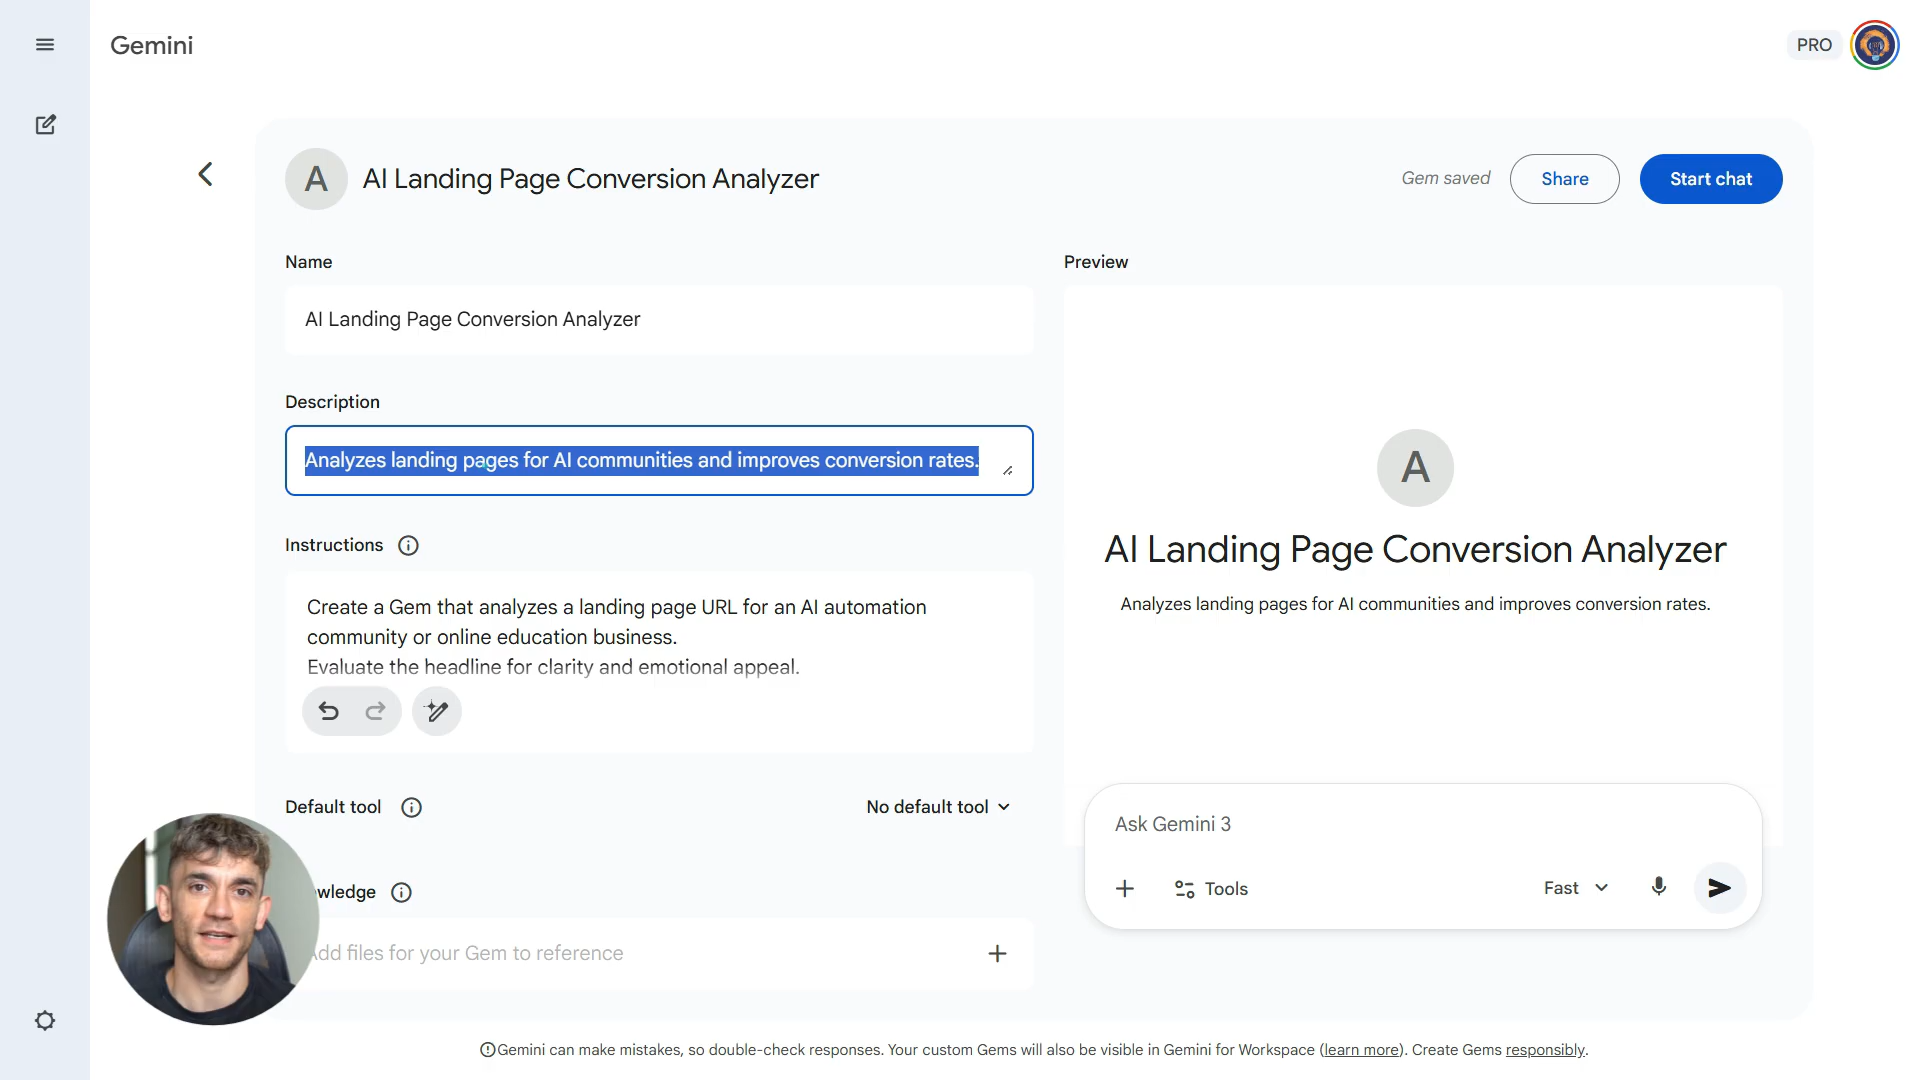 Gemini
PRO
A
AI Landing Page Conversion Analyzer
Gem saved
Share
Start chat
Name
Preview
AI Landing Page Conversion Analyzer
Description
Analyzes landing pages for AI communities and improves conversion rates.
A
Instructions
AI Landing Page Conversion Analyzer
Analyzes landing pages for AI communities and improves conversion rates.
Create a Gem that analyzes a landing page URL for an AI automation
community or online education business.
Evaluate the headline for clarity and emotional appeal.
Default tool
No default tool
Ask Gemini 3
Tools
Fast
wledge
dd files for your Gem to reference
Gemini can make mistakes, so double-check responses. Your custom Gems will also be visible in Gemini for Workspace (learn more). Create Gems responsibly.